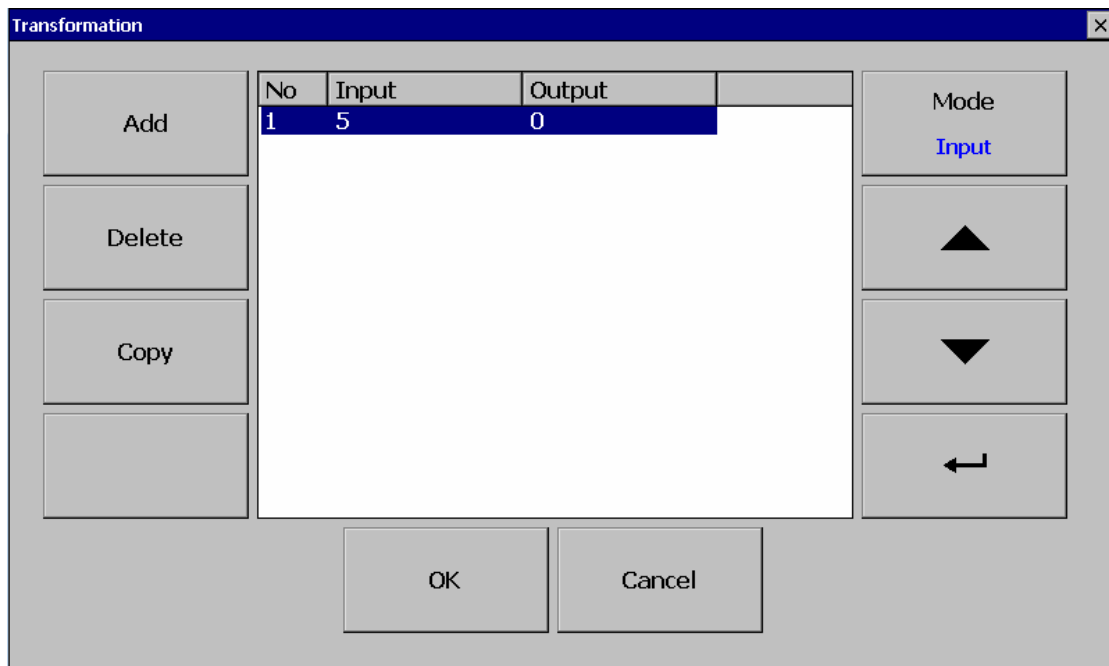 Transformation
No Input Output
1 5 0
Add
Delete
Copy
Mode
Input
OK Cancel